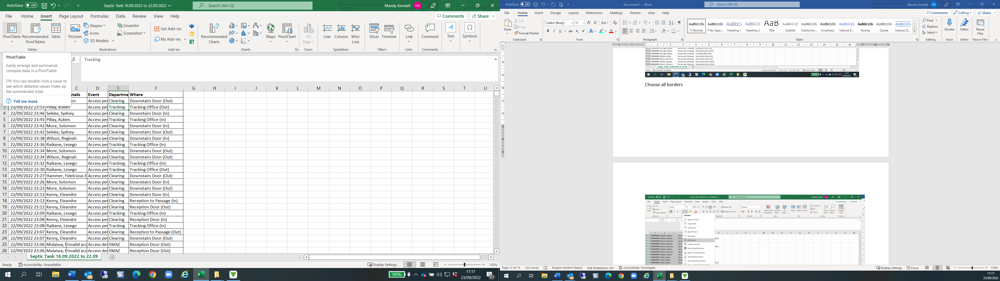 AutoSave Off Septic Tank 16.09.2022 to 22.09.2022 Search (Alt+Q) Mandy Kendall MK
File Home Insert Page Layout Formulas Data Review View Help Comments Share
PivotTable Recommended PivotTables Table Pictures Shapes Icons 3D Models SmartArt Screenshot Get Add-ins My Add-ins Recommended Charts Maps PivotChart 3D Map Line Column Win/Loss Slicer Timeline Link Comment Text Symbols
Tables Illustrations Add-ins Charts Tours Sparklines Filters Links Comments
PivotTable
Easily arrange and summarize
complex data in a PivotTable.
FYI: You can double-click a value to
see which detailed values make up
the summarized total.
Tell me more
fx Tracking
C D E F G H I J K L M N O P Q R S T U
tails Event Departme Where
on Access per Clearing Downstairs Door (Out)
3 22/09/2022 23:53 Pillay, Kuben Access per Tracking Tracking Office (Out)
4 22/09/2022 23:46 Seleke, Sydney Access per Clearing Downstairs Door (In)
5 22/09/2022 23:45 Pillay, Kuben Access per Tracking Tracking Office (In)
6 22/09/2022 23:42 More, Solomon Access per Clearing Downstairs Door (In)
7 22/09/2022 23:42 Seleke, Sydney Access per Clearing Downstairs Door (Out)
8 22/09/2022 23:38 Wilson, Reginah Access per Clearing Downstairs Door (In)
9 22/09/2022 23:36 Raikane, Lesego Access per Tracking Tracking Office (In)
10 22/09/2022 23:34 More, Solomon Access per Clearing Downstairs Door (Out)
11 22/09/2022 23:34 Wilson, Reginah Access per Clearing Downstairs Door (Out)
12 22/09/2022 23:32 Raikane, Lesego Access per Tracking Tracking Office (In)
13 22/09/2022 23:30 Raikane, Lesego Access per Tracking Tracking Office (Out)
14 22/09/2022 23:27 Hammer, Fidelcious E Access per Clearing Downstairs Door (Out)
15 22/09/2022 23:26 More, Solomon Access per Clearing Downstairs Door (In)
16 22/09/2022 23:23 More, Solomon Access per Clearing Downstairs Door (Out)
17 22/09/2022 23:13 Kenny, Eleandre Access per Clearing Downstairs Door (In)
18 22/09/2022 23:12 Kenny, Eleandre Access per Clearing Reception to Passage (In)
19 22/09/2022 23:12 Kenny, Eleandre Access per Clearing Reception Door (Out)
20 22/09/2022 23:09 Raikane, Lesego Access per Tracking Tracking Office (In)
21 22/09/2022 23:08 Kenny, Eleandre Access per Clearing Reception Door (In)
22 22/09/2022 23:08 Raikane, Lesego Access per Tracking Tracking Office (In)
23 22/09/2022 23:07 Kenny, Eleandre Access per Clearing Reception to Passage (Out)
24 22/09/2022 23:07 Kenny, Eleandre Access per Clearing Downstairs Door (Out)
25 22/09/2022 23:06 Mulaiwa, F Invalid acc Access der SWAZ Reception Door (Out)
26 22/09/2022 23:06 Mulaiwa, F Invalid acc Access der SWAZ Reception Door (Out)
Septic Tank 16.09.2022 to 22.09
Ready Accessibility: Unavailable Display Settings 100%
98% 11:17
23/09/2022 23
AutoSave Off Document1 - Word Search (Alt+Q) Mandy Kendall MK
File Home Insert Design Layout References Mailings Review View Help Comments Editing Share
Paste Cut Copy Format Painter Calibri (Body) 11 Find Replace Select Dictate Editor Reuse Files
Normal No Spac... Heading 1 Heading 2 Title Subtitle Subtle Em... Emphasis Intense E... Strong Quote Intense Q...
Clipboard Font Paragraph Styles Editing Voice Editor Reuse Files
Choose all borders
Borders
Bottom Border
Top Border
Left Border
Right Border
No Border
All Borders
Outside Borders
Thick Outside Borders
Bottom Double Border
Thick Bottom Border
Top and Bottom Border
Page 12 of 13 223 words English (United States) Text Predictions: On Accessibility: Investigate Display Settings Focus 130%
11:17
23/09/2022